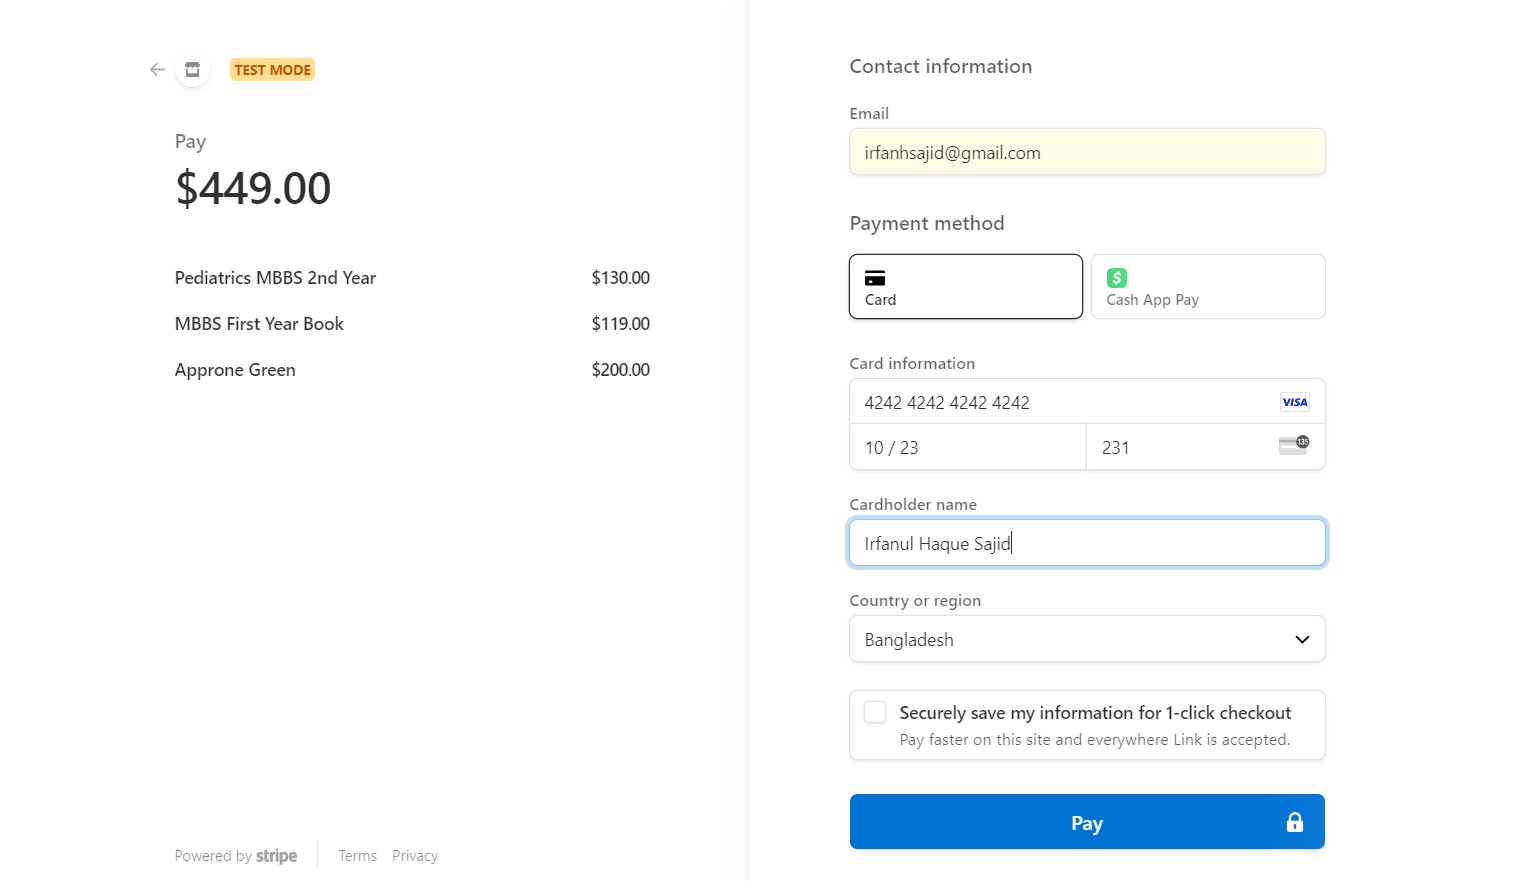 TEST MODE
Pay
$449.00
Pediatrics MBBS 2nd Year $130.00
MBBS First Year Book $119.00
Approne Green $200.00
Powered by stripe Terms Privacy
Contact information
Email
irfanhsajid@gmail.com
Payment method
$
Card Cash App Pay
Card information
4242 4242 4242 4242 VISA
10 / 23 231 135
Cardholder name
Irfanul Haque Sajid
Country or region
Bangladesh
Securely save my information for 1-click checkout
Pay faster on this site and everywhere Link is accepted.
Pay